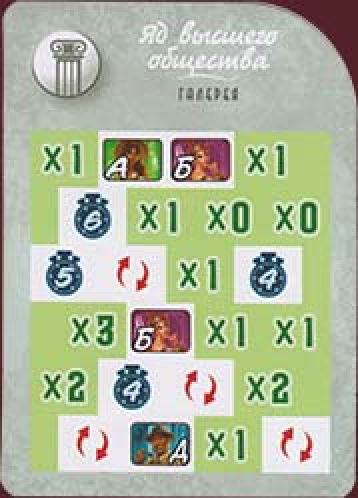 Яд высшего
общества
ГАЛЕРЕЯ
x1 А Б x1
6 x1 x0 x0
5 x1 4
x3 Б x1 x1
x2 4 x2
Д x1